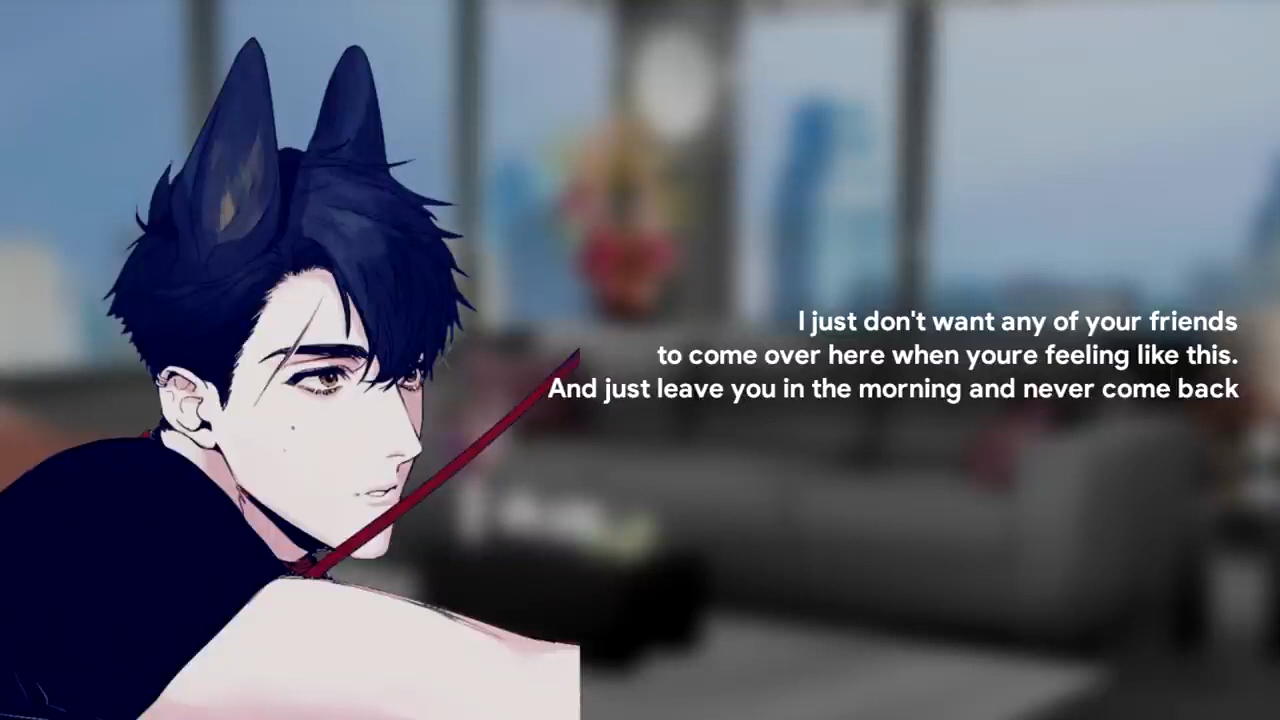 I just don't want any of your friends
to come over here when youre feeling like this.
And just leave you in the morning and never come back